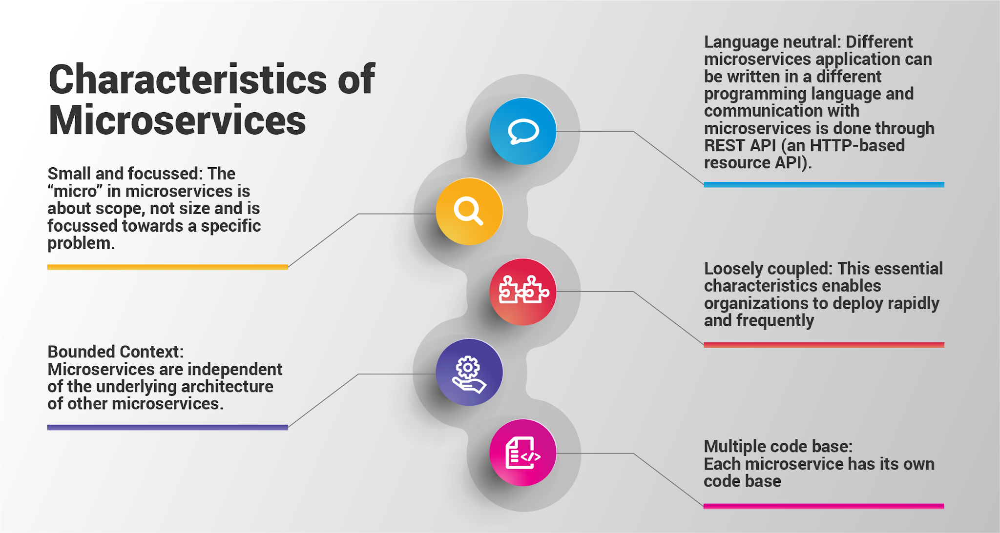 Characteristics of
Microservices
Small and focussed: The
“micro” in microservices is
about scope, not size and is
focussed towards a specific
problem.
Bounded Context:
Microservices are independent
of the underlying architecture
of other microservices.
Language neutral: Different
microservices application can
be written in a different
programming language and
communication with
microservices is done through
REST API (an HTTP-based
resource API).
Loosely coupled: This essential
characteristics enables
organizations to deploy rapidly
and frequently
Multiple code base:
Each microservice has its own
code base